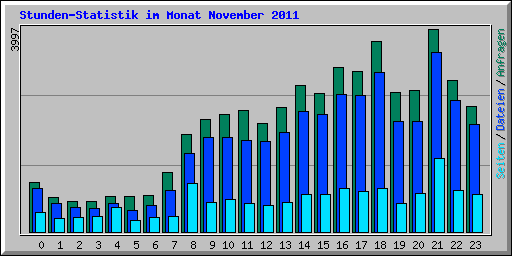 Stunden-Statistik im Monat November 2011
3997
Seiten / Dateien / Anfragen
0 1 2 3 4 5 6 7 8 9 10 11 12 13 14 15 16 17 18 19 20 21 22 23